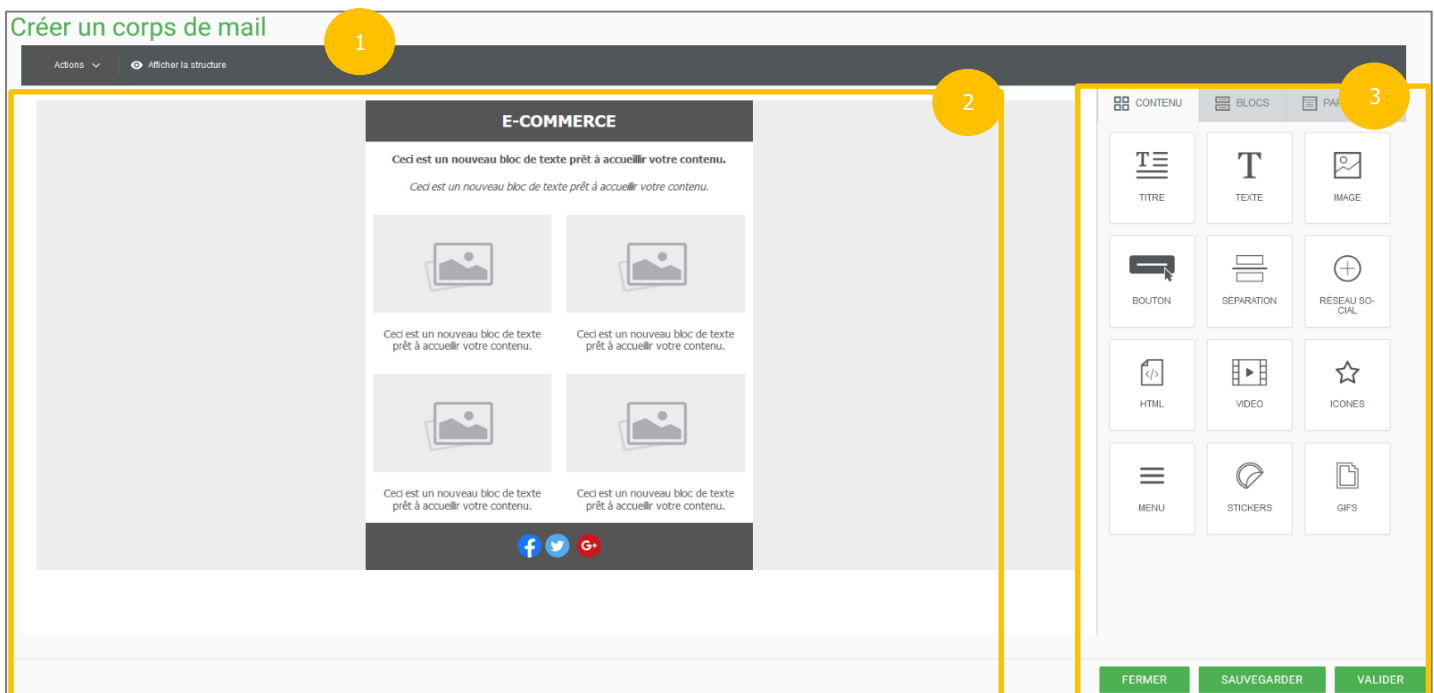 Créer un corps de mail
1
Actions
Afficher la structure
2
E-COMMERCE
Ceci est un nouveau bloc de texte prêt à accueillir votre contenu.
Ceci est un nouveau bloc de texte prêt à accueillir votre contenu.
Ceci est un nouveau bloc de texte
prêt à accueillir votre contenu.
Ceci est un nouveau bloc de texte
prêt à accueillir votre contenu.
Ceci est un nouveau bloc de texte
prêt à accueillir votre contenu.
Ceci est un nouveau bloc de texte
prêt à accueillir votre contenu.
G+
CONTENU
BLOCS
3
TITRE
TEXTE
IMAGE
BOUTON
SÉPARATION
RÉSEAU SO-
CIAL
HTML
VIDEO
ICONES
MENU
STICKERS
GIFS
FERMER
SAUVEGARDER
VALIDER